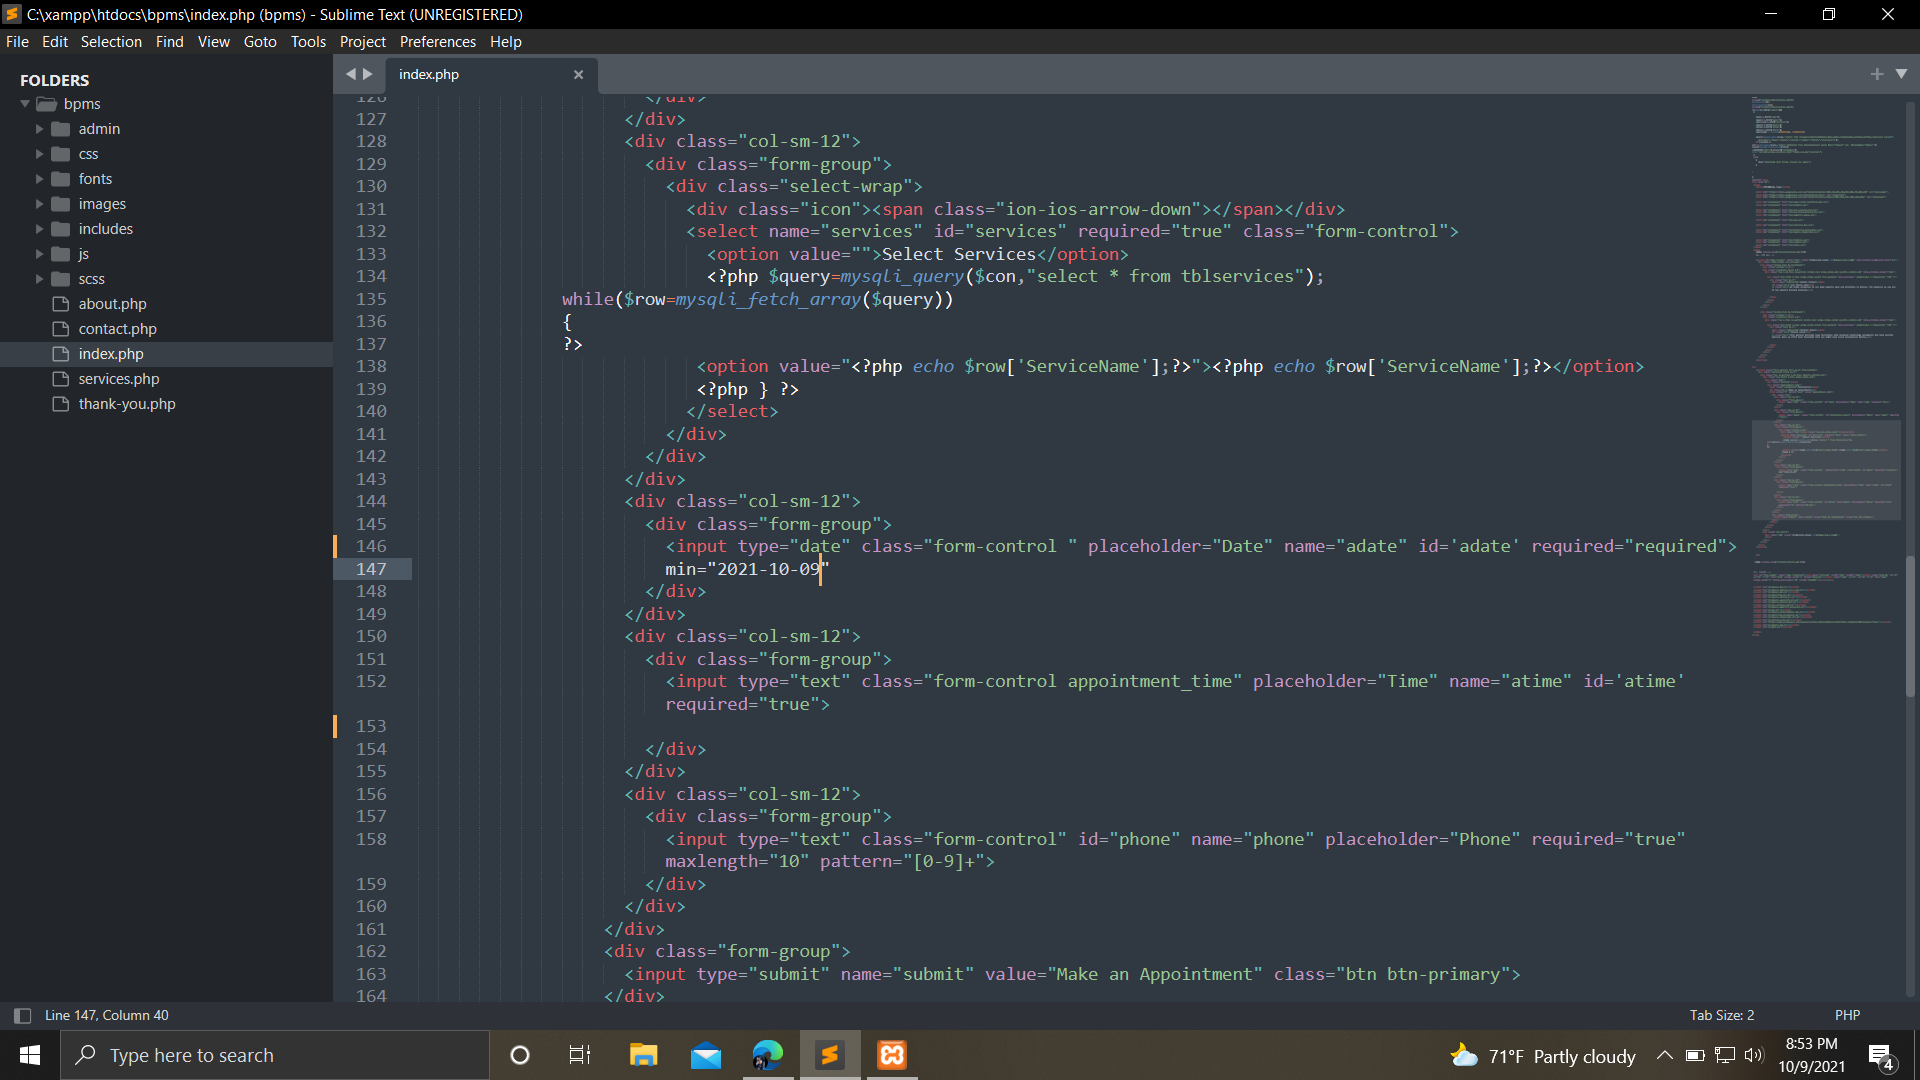 C:\xampp\htdocs\bpms\index.php (bpms) - Sublime Text (UNREGISTERED)
File Edit Selection Find View Goto Tools Project Preferences Help
FOLDERS
bpms
admin
css
fonts
images
includes
js
scss
about.php
contact.php
index.php
services.php
thank-you.php
index.php
126 </div>
127 </div>
128 <div class="col-sm-12">
129 <div class="form-group">
130 <div class="select-wrap">
131 <div class="icon"><span class="ion-ios-arrow-down"></span></div>
132 <select name="services" id="services" required="true" class="form-control">
133 <option value="">Select Services</option>
134 <?php $query=mysqli_query($con,"select * from tblservices");
135 while($row=mysqli_fetch_array($query))
136 {
137 ?>
138 <option value="<?php echo $row['ServiceName'];?>"><?php echo $row['ServiceName'];?></option>
139 <?php } ?>
140 </select>
141 </div>
142 </div>
143 </div>
144 <div class="col-sm-12">
145 <div class="form-group">
146 <input type="date" class="form-control " placeholder="Date" name="adate" id='adate' required="required">
147 min="2021-10-09"
148 </div>
149 </div>
150 <div class="col-sm-12">
151 <div class="form-group">
152 <input type="text" class="form-control appointment_time" placeholder="Time" name="atime" id='atime'
required="true">
153
154 </div>
155 </div>
156 <div class="col-sm-12">
157 <div class="form-group">
158 <input type="text" class="form-control" id="phone" name="phone" placeholder="Phone" required="true"
maxlength="10" pattern="[0-9]+">
159 </div>
160 </div>
161 </div>
162 <div class="form-group">
163 <input type="submit" name="submit" value="Make an Appointment" class="btn btn-primary">
164 </div>
Line 147, Column 40
Tab Size: 2
PHP
Type here to search
71°F Partly cloudy
8:53 PM
10/9/2021
4